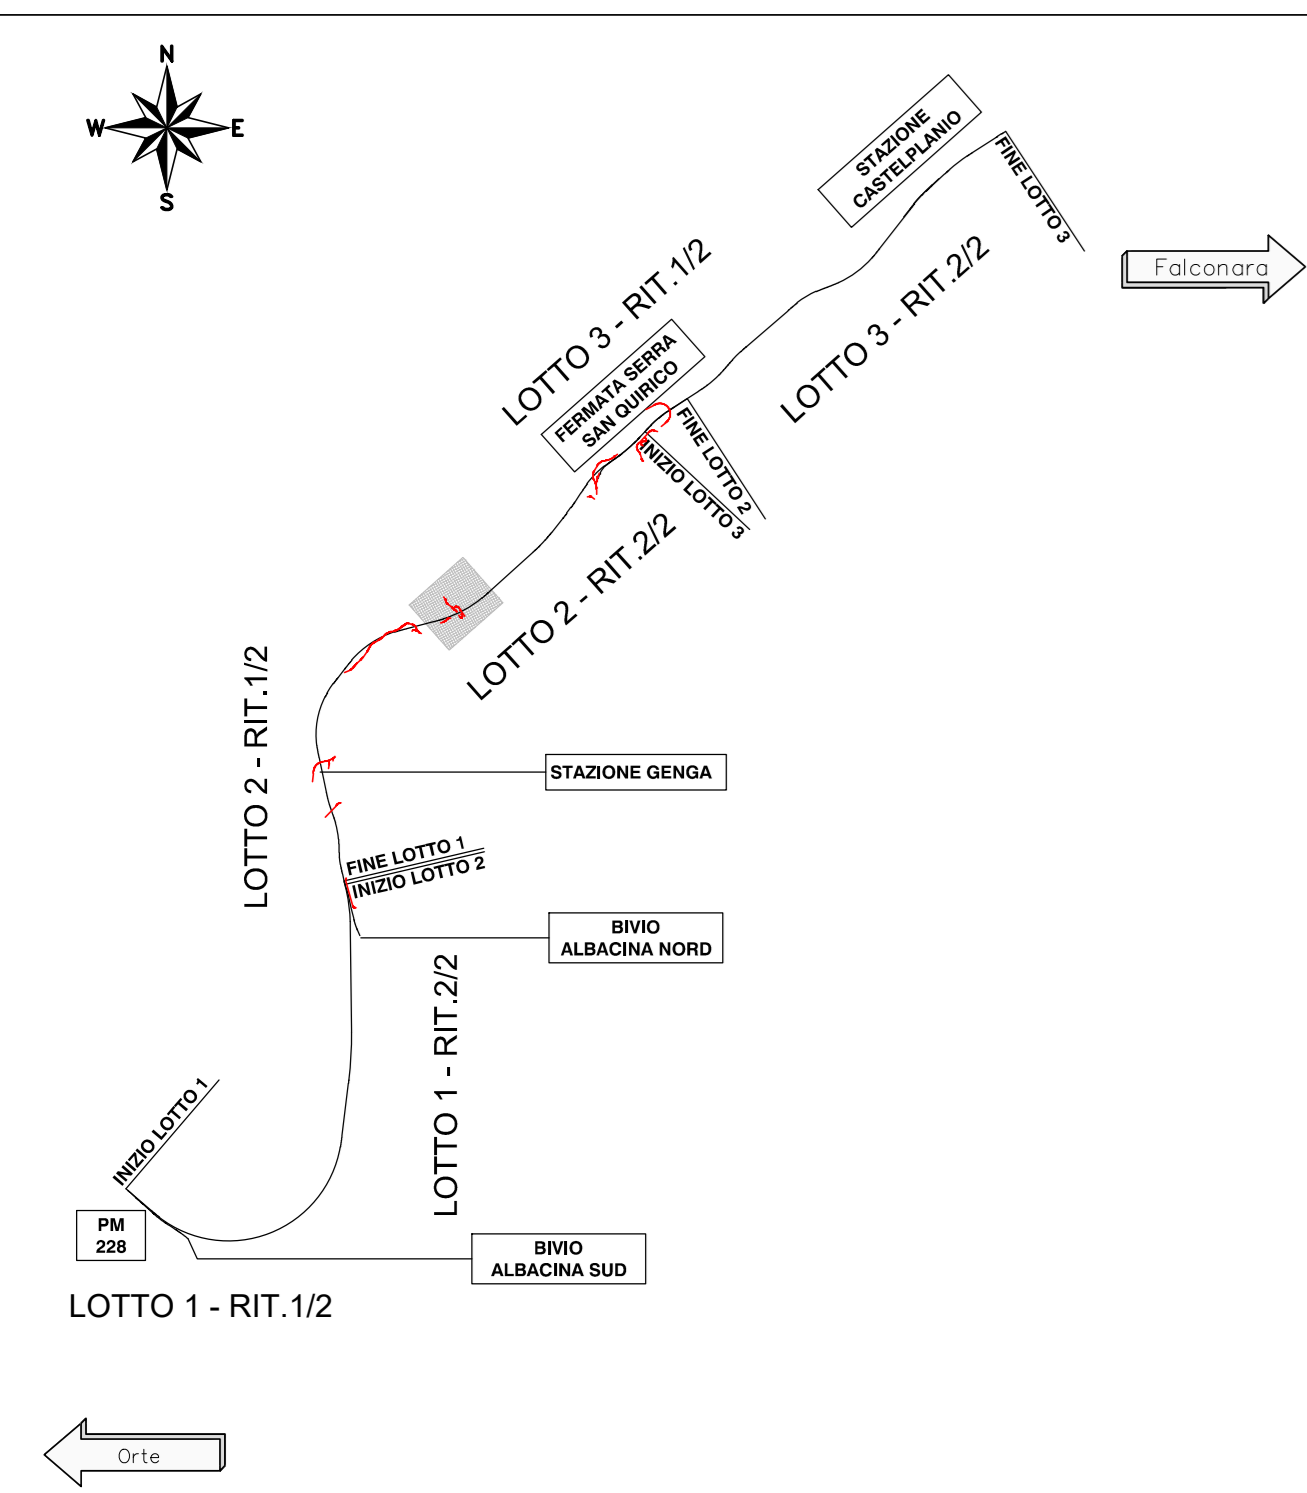 N
W E
S
STAZIONE
CASTELPLANIO
FINE LOTTO 3
Falconara
LOTTO 3 - RIT.1/2
LOTTO 3 - RIT.2/2
FERMATA SERRA
SAN QUIRICO
FINE LOTTO 2
INIZIO LOTTO 3
LOTTO 2 - RIT.2/2
LOTTO 2 - RIT.1/2
STAZIONE GENGA
FINE LOTTO 1
INIZIO LOTTO 2
BIVIO
ALBACINA NORD
LOTTO 1 - RIT.2/2
INIZIO LOTTO 1
PM
228
BIVIO
ALBACINA SUD
LOTTO 1 - RIT.1/2
Orte